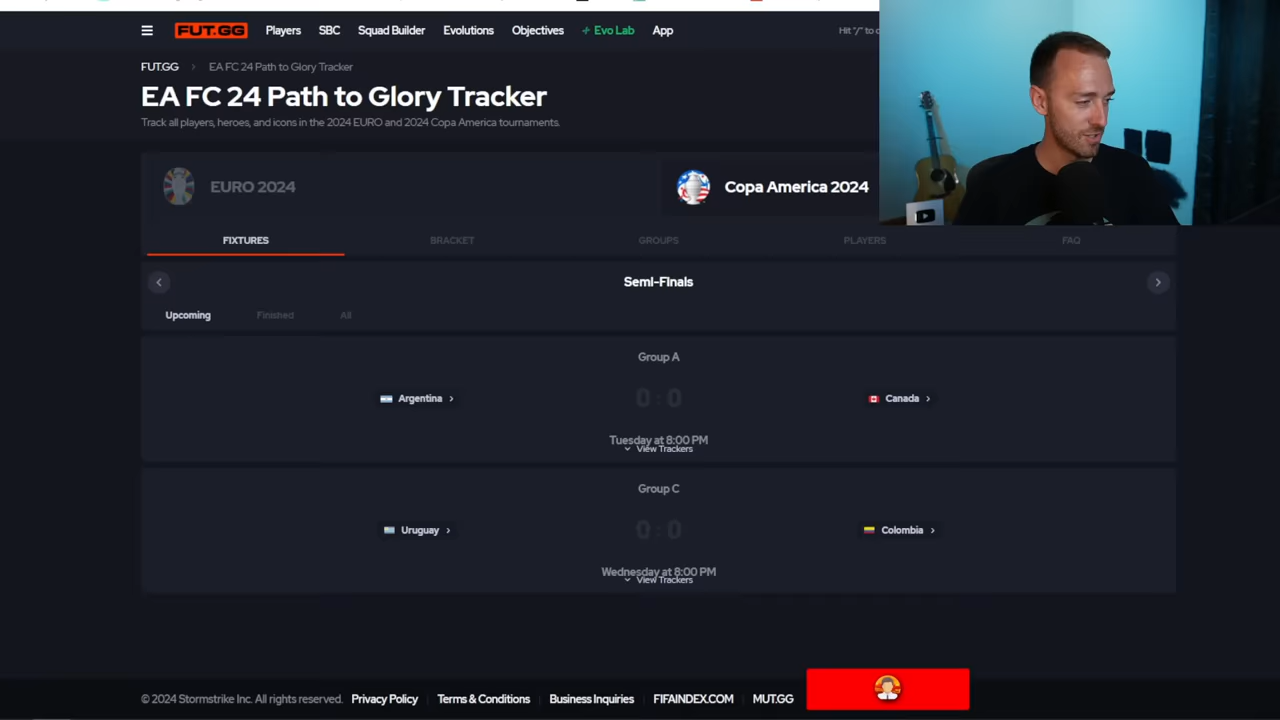 FUT.GG Players SBC Squad Builder Evolutions Objectives + Evo Lab App Hit "/" to
FUT.GG > EA FC 24 Path to Glory Tracker
EA FC 24 Path to Glory Tracker
Track all players, heroes, and icons in the 2024 EURO and 2024 Copa America tournaments.
EURO 2024 Copa America 2024
FIXTURES BRACKET GROUPS PLAYERS FAQ
Semi-Finals
Upcoming Finished All
Group A
Argentina > 0 : 0 Canada >
Tuesday at 8:00 PM
View Trackers
Group C
Uruguay > 0 : 0 Colombia >
Wednesday at 8:00 PM
View Trackers
© 2024 Stormstrike Inc. All rights reserved. Privacy Policy Terms & Conditions Business Inquiries FIFAINDEX.COM MUT.GG